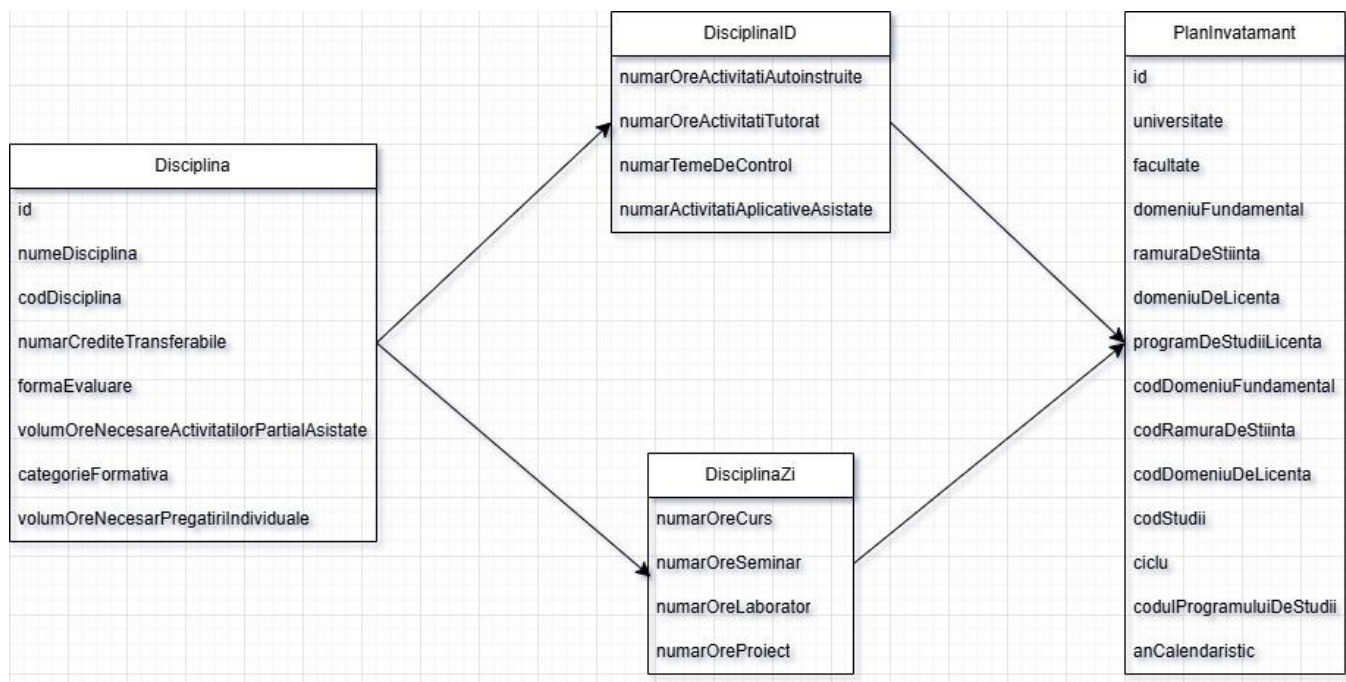 Disciplina
id
numeDisciplina
codDisciplina
numarCrediteTransferabile
formaEvaluare
volumOreNecesareActivitatilorPartialAsistate
categorieFormativa
volumOreNecesarPregatiriIndividuale
DisciplinaID
numarOreActivitatiAutoinstruite
numarOreActivitatiTutorat
numarTemeDeControl
numarActivitatiAplicativeAsistate
DisciplinaZi
numarOreCurs
numarOreSeminar
numarOreLaborator
numarOreProiect
PlanInvatamant
id
universitate
facultate
domeniuFundamental
ramuraDeStiinta
domeniuDeLicenta
programDeStudiiLicenta
codDomeniuFundamental
codRamuraDeStiinta
codDomeniuDeLicenta
codStudii
ciclu
codulProgramuluiDeStudii
anCalendaristic